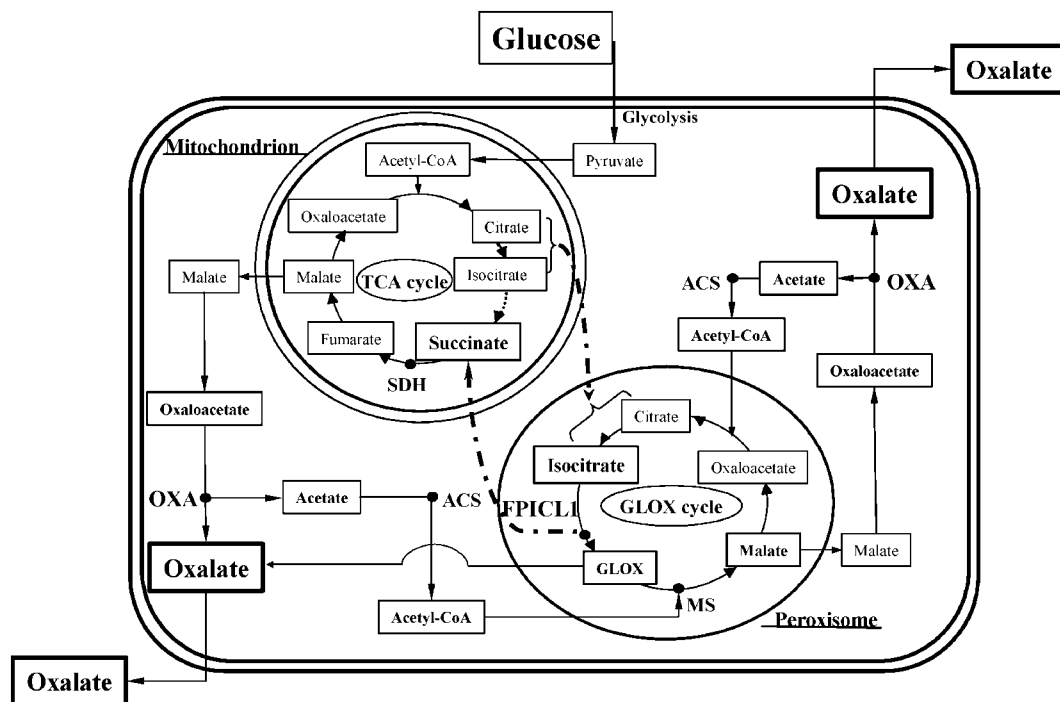 Glucose
Oxalate
Glycolysis
Mitochondrion
Acetyl-CoA
Pyruvate
Oxalate
Oxaloacetate
Citrate
Malate
Malate
TCA cycle
Isocitrate
ACS
Acetate
OXA
Fumarate
Succinate
Acetyl-CoA
SDH
Oxaloacetate
Oxaloacetate
Citrate
Isocitrate
Oxaloacetate
OXA
Acetate
ACS
FPICL1
GLOX cycle
Oxalate
GLOX
Malate
Malate
MS
Acetyl-CoA
Peroxisome
Oxalate